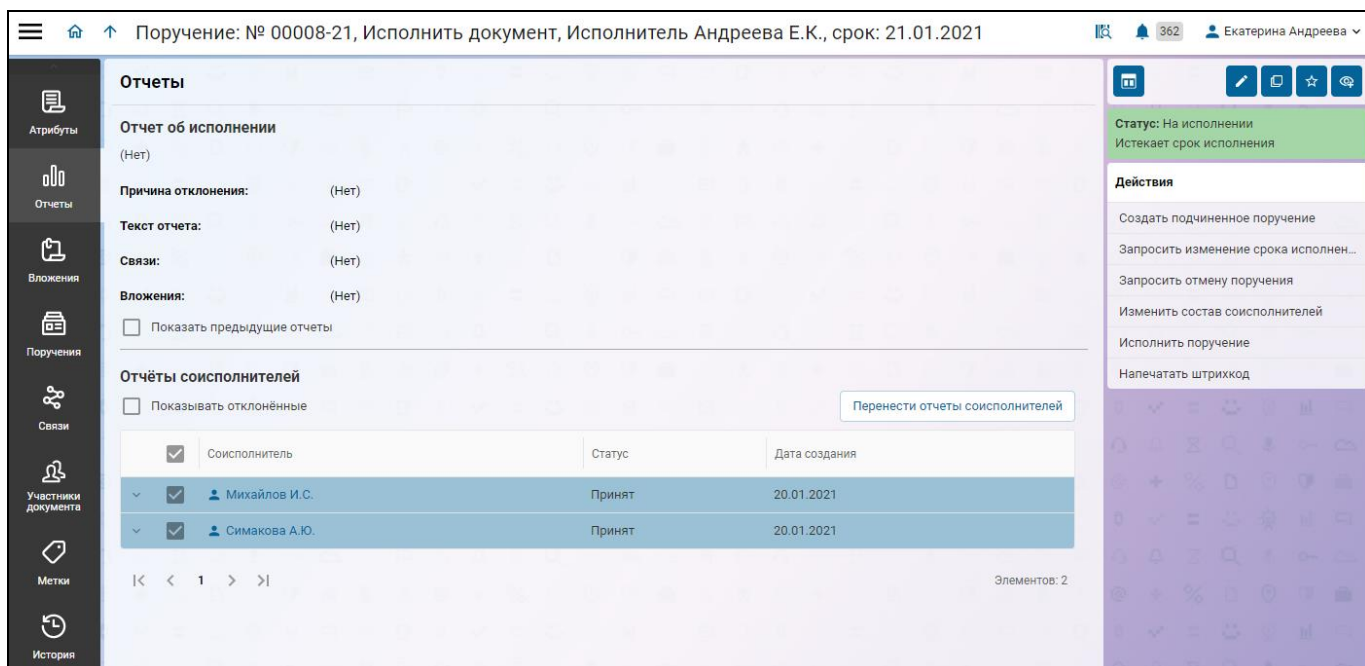 Поручение: № 00008-21, Исполнить документ, Исполнитель Андреева Е.К., срок: 21.01.2021
362
Екатерина Андреева
Атрибуты
Отчеты
Вложения
Поручения
Связи
Участники
документа
Метки
История
Отчеты
Отчет об исполнении
(Нет)
Причина отклонения: (Нет)
Текст отчета: (Нет)
Связи: (Нет)
Вложения: (Нет)
Показать предыдущие отчеты
Отчёты соисполнителей
Показывать отклонённые
Перенести отчеты соисполнителей
Соисполнитель Статус Дата создания
Михайлов И.С. Принят 20.01.2021
Симакова А.Ю. Принят 20.01.2021
1
Элементов: 2
Статус: На исполнении
Истекает срок исполнения
Действия
Создать подчиненное поручение
Запросить изменение срока исполнен...
Запросить отмену поручения
Изменить состав соисполнителей
Исполнить поручение
Напечатать штрихкод